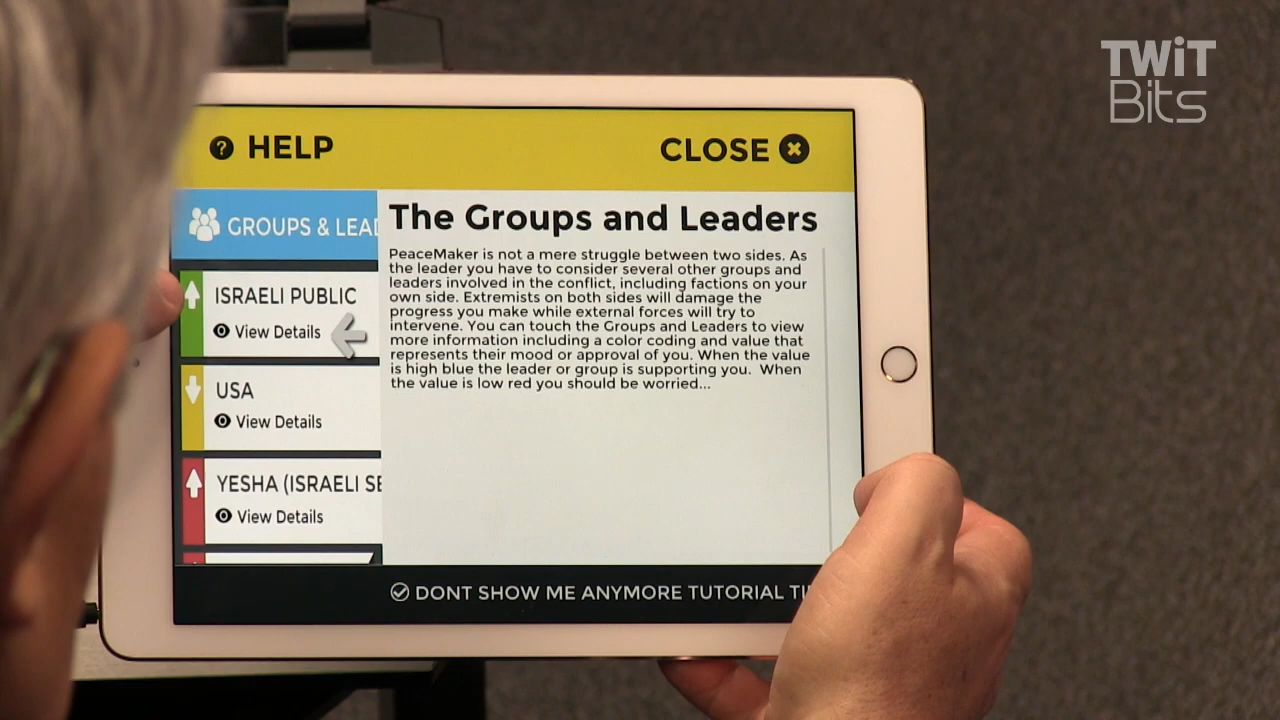 TWiT
Bits
? HELP
CLOSE
GROUPS & LEA
The Groups and Leaders
PeaceMaker is not a mere struggle between two sides. As
the leader you have to consider several other groups and
leaders involved in the conflict, including factions on your
own side. Extremists on both sides will damage the
progress you make while external forces will try to
intervene. You can touch the Groups and Leaders to view
more information including a color coding and value that
represents their mood or approval of you. When the value
is high blue the leader or group is supporting you. When
the value is low red you should be worried...
ISRAELI PUBLIC
View Details
USA
View Details
YESHA (ISRAELI SE
View Details
DONT SHOW ME ANYMORE TUTORIAL TI